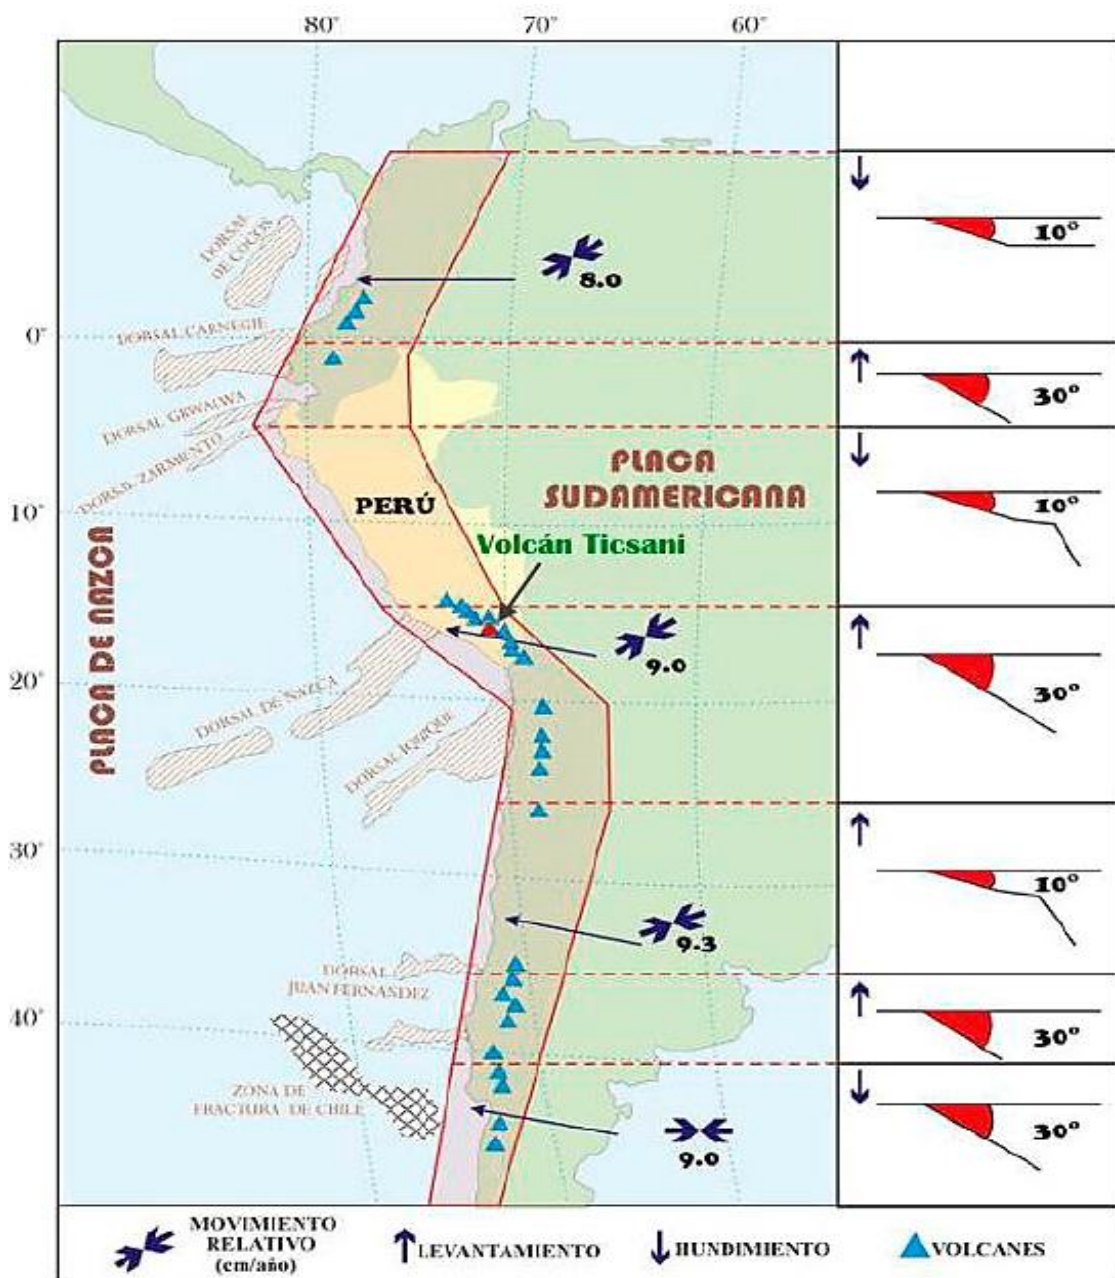 80°
70°
60°
0°
10°
20°
30°
40°
DORSAL
DE COCOS
DORSAL CARNEGIE
DORSAL GRWALWA
DORSAL ZARMENTO
PLACA DE NAZCA
DORSAL DE NAZCA
DORSAL IQUIQUE
DORSAL
JUAN FERNANDEZ
ZONA DE
FRACTURA DE CHILE
PERÚ
PLACA
SUDAMERICANA
Volcán Ticsani
8.0
9.0
9.3
9.0
10°
30°
10°
30°
10°
30°
30°
MOVIMIENTO
RELATIVO
(cm/año)
LEVANTAMIENTO
HUNDIMIENTO
VOLCANES